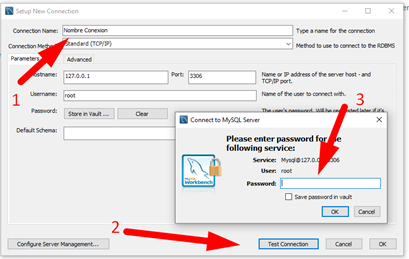 Setup New Connection
Connection Name: Nombre Conexion Type a name for the connection
Connection Method: Standard (TCP/IP) Method to use to connect to the RDBMS
Parameters Advanced
1
Hostname: 127.0.0.1 Port: 3306 Name or IP address of the server host - and TCP/IP port.
Username: root Name of the user to connect with.
Password: Store in Vault ... Clear The user's password. Will be requested later if it's
Default Schema:
3
Connect to MySQL Server
Please enter password for the
following service:
Service: Mysql@127.0.0.1:3306
User: root
Password:
Save password in vault
OK Cancel
MySQL
Workbench
2
Configure Server Management... Test Connection Cancel OK